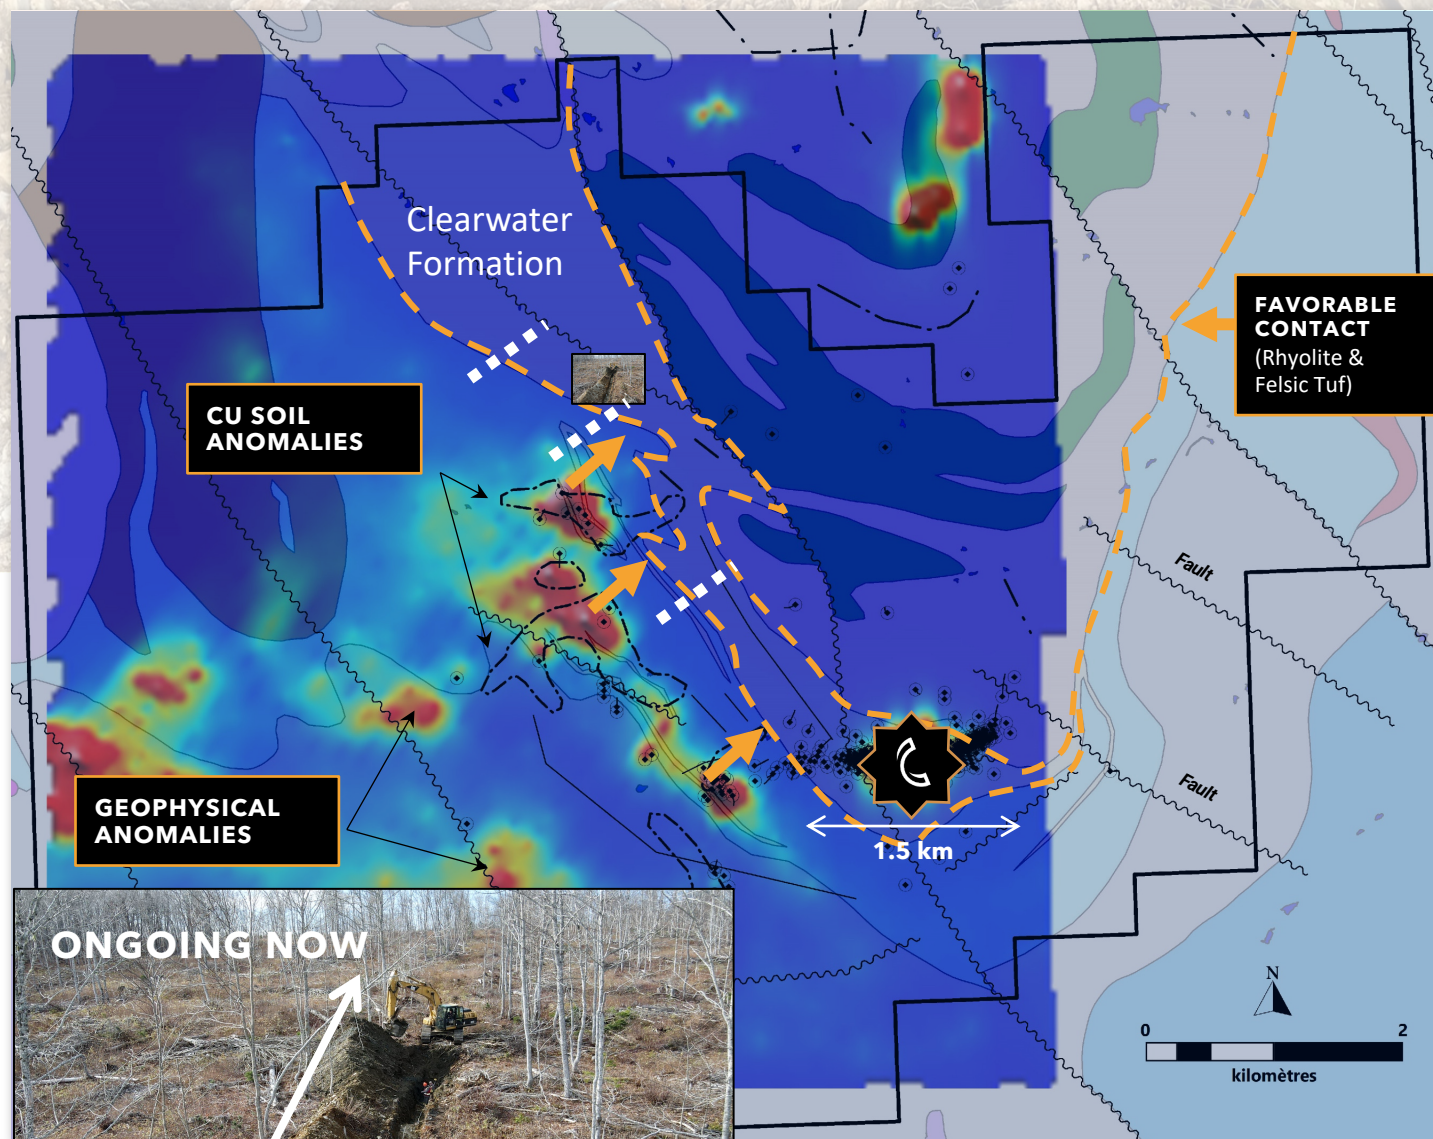 Clearwater
Formation
FAVORABLE
CONTACT
(Rhyolite &
Felsic Tuf)
CU SOIL
ANOMALIES
Fault
Fault
GEOPHYSICAL
ANOMALIES
1.5 km
ONGOING NOW
N
0 2
kilomètres